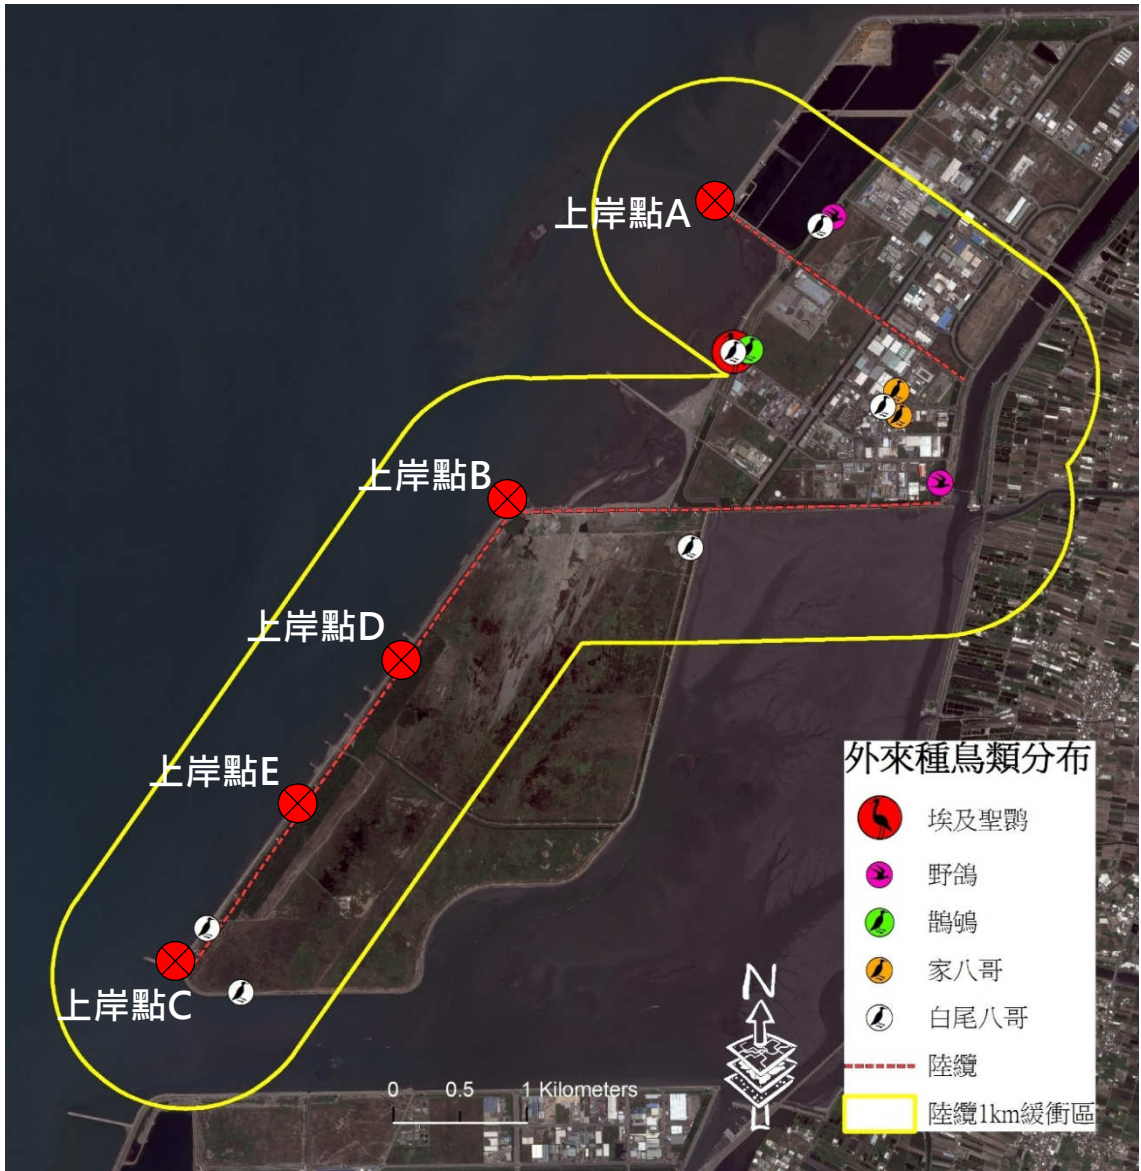 上岸點A
上岸點B
上岸點D
上岸點E
上岸點C
外來種鳥類分布
埃及聖䴉
野鴿
鵲鴝
家八哥
白尾八哥
陸纜
陸纜1km緩衝區
N
0 0.5 1 Kilometers